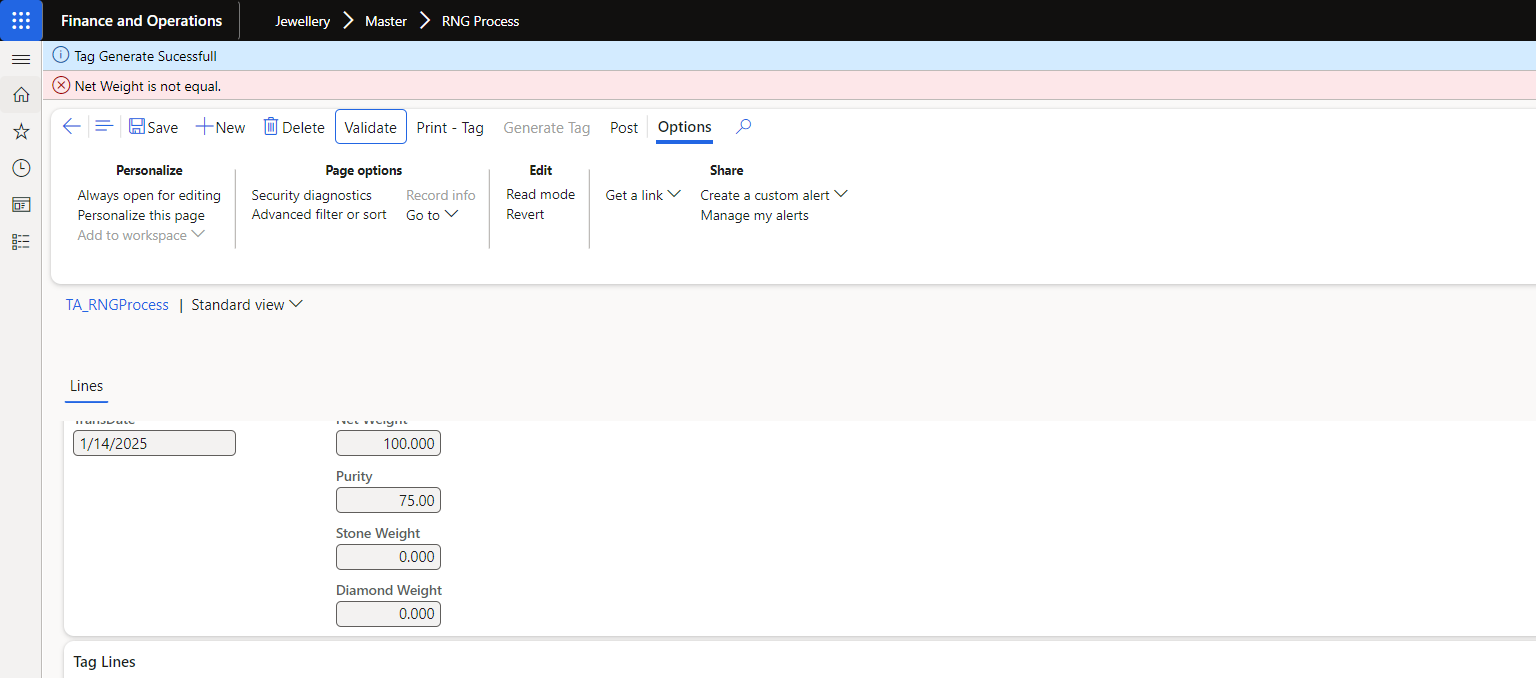 Finance and Operations Jewellery Master RNG Process
Tag Generate Sucessfull
Net Weight is not equal.
Save New Delete Validate Print - Tag Generate Tag Post Options
Personalize Page options Edit Share
Always open for editing Security diagnostics Record info Read mode Get a link Create a custom alert
Personalize this page Advanced filter or sort Go to Revert Manage my alerts
Add to workspace
TA_RNGProcess | Standard view
Lines
TransDate Net Weight
1/14/2025 100.000
Purity
75.00
Stone Weight
0.000
Diamond Weight
0.000
Tag Lines